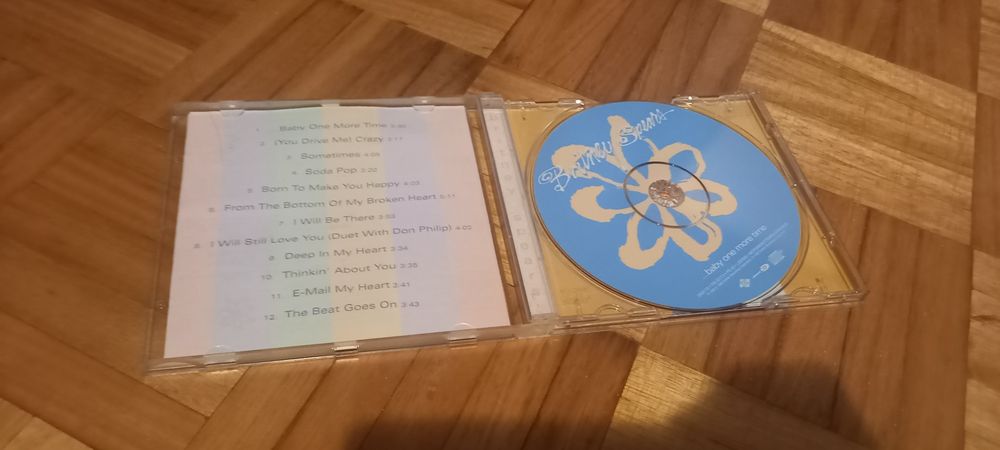 1. Baby One More Time 3:30
2. (You Drive Me) Crazy 3:17
3. Sometimes 4:05
4. Soda Pop 3:20
5. Born To Make You Happy 4:03
6. From The Bottom Of My Broken Heart 5:11
7. I Will Be There 3:53
8. I Will Still Love You (Duet With Don Philip) 4:02
9. Deep In My Heart 3:34
10. Thinkin' About You 3:35
11. E-Mail My Heart 3:41
12. The Beat Goes On 3:43
Britney Spears
baby one more time